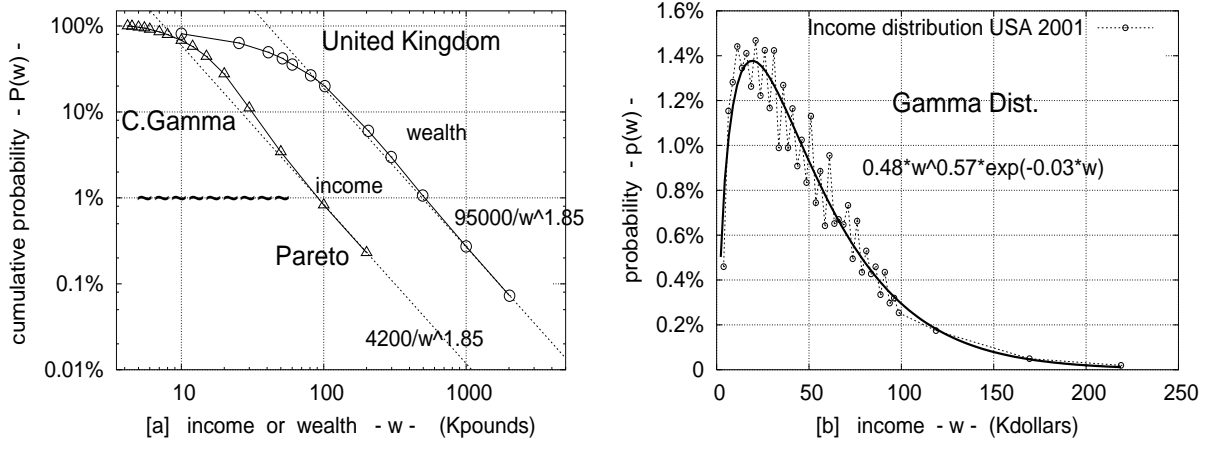 cumulative probability - P(w) -
100%
10%
1%
0.1%
0.01%
United Kingdom
C.Gamma
wealth
income
Pareto
95000/w^1.85
4200/w^1.85
10
100
1000
[a] income or wealth - w - (Kpounds)
probability - p(w) -
1.6%
1.4%
1.2%
1.0%
0.8%
0.6%
0.4%
0.2%
0
Income distribution USA 2001
Gamma Dist.
0.48*w^0.57*exp(-0.03*w)
0
50
100
150
200
250
[b] income - w - (Kdollars)